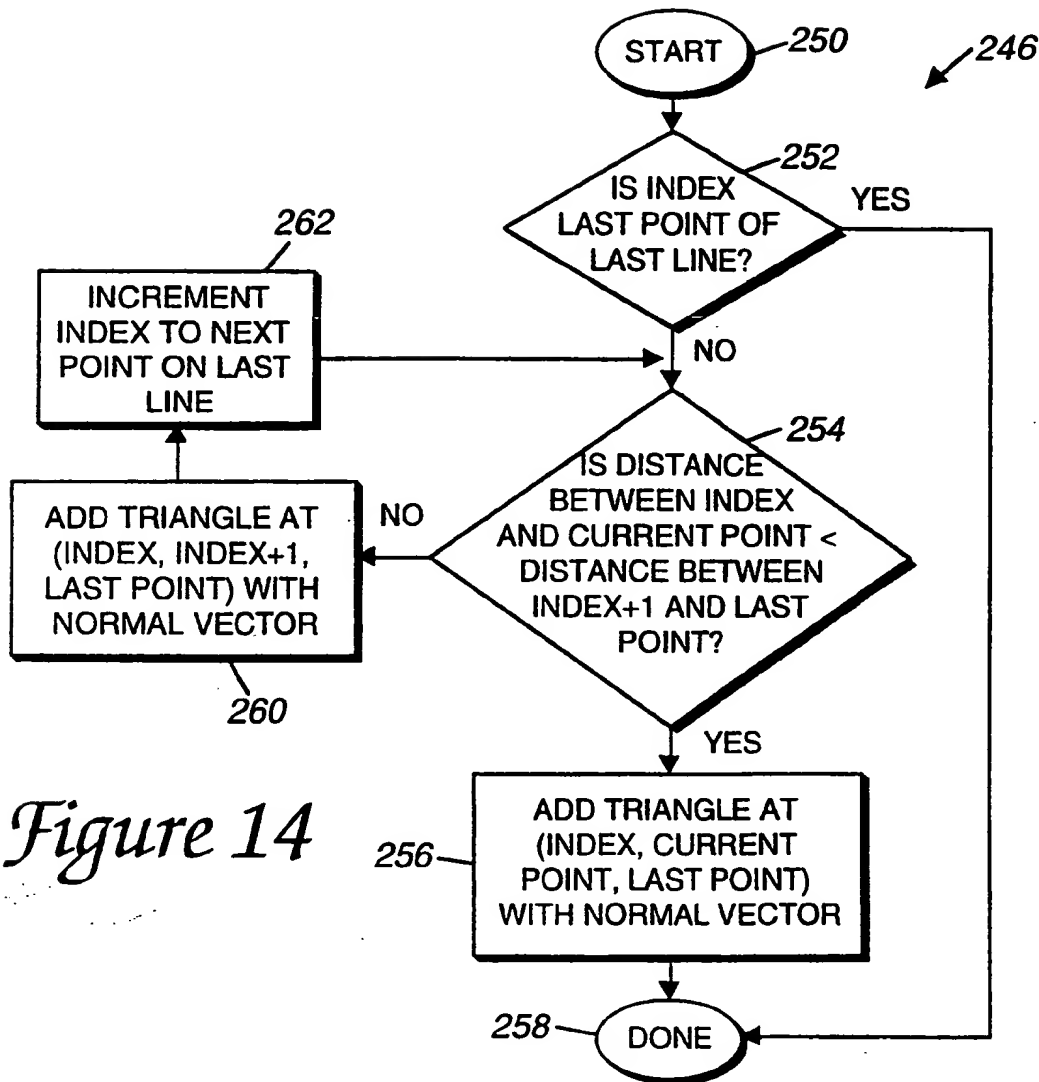 START
250
246
252
IS INDEX
LAST POINT OF
LAST LINE?
YES
262
INCREMENT
INDEX TO NEXT
POINT ON LAST
LINE
NO
254
IS DISTANCE
BETWEEN INDEX
AND CURRENT POINT <
DISTANCE BETWEEN
INDEX+1 AND LAST
POINT?
NO
ADD TRIANGLE AT
(INDEX, INDEX+1,
LAST POINT) WITH
NORMAL VECTOR
260
YES
Figure 14
256
ADD TRIANGLE AT
(INDEX, CURRENT
POINT, LAST POINT)
WITH NORMAL VECTOR
258
DONE